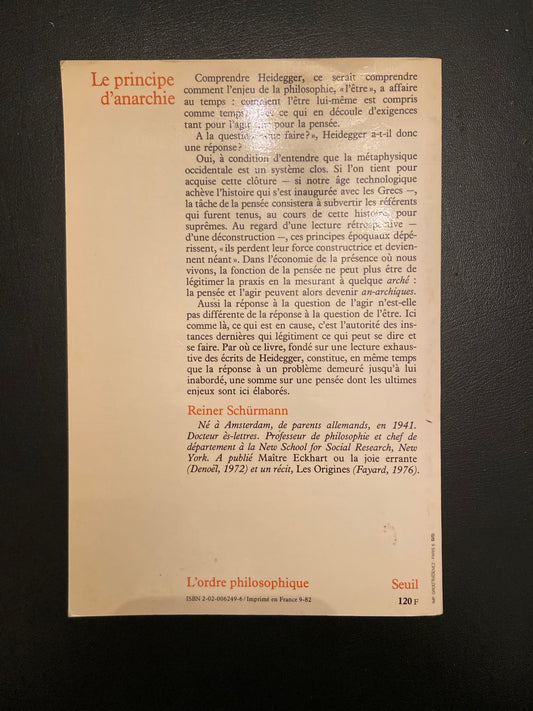 Le principe
d'anarchie
Comprendre Heidegger, ce serait comprendre
comment l'enjeu de la philosophie, «l'être», a affaire
au temps : comment l'être lui-même est compris
comme temps, ce qui en découle d'exigences
tant pour l'agir que pour la pensée.
A la question «que faire?», Heidegger a-t-il donc
une réponse?
Oui, à condition d'entendre que la métaphysique
occidentale est un système clos. Si l'on tient pour
acquise cette clôture — si notre âge technologique
achève l'histoire qui s'est inaugurée avec les Grecs —,
la tâche de la pensée consistera à subvertir les référents
qui furent tenus, au cours de cette histoire, pour
suprêmes. Au regard d'une lecture rétrospective —
d'une déconstruction —, ces principes époquaux dépé-
rissent, «ils perdent leur force constructrice et devien-
nent néant». Dans l'économie de la présence où nous
vivons, la fonction de la pensée ne peut plus être de
légitimer la praxis en la mesurant à quelque arché :
la pensée et l'agir peuvent alors devenir an-archiques.
Aussi la réponse à la question de l'agir n'est-elle
pas différente de la réponse à la question de l'être. Ici
comme là, ce qui est en cause, c'est l'autorité des ins-
tances dernières qui légitiment ce qui peut se dire et
se faire. Par où ce livre, fondé sur une lecture exhaus-
tive des écrits de Heidegger, constitue, en même temps
que la réponse à un problème demeuré jusqu'à lui
inabordé, une somme sur une pensée dont les ultimes
enjeux sont ici élaborés.
Reiner Schürmann
Né à Amsterdam, de parents allemands, en 1941.
Docteur ès-lettres. Professeur de philosophie et chef de
département à la New School for Social Research, New
York. A publié Maître Eckhart ou la joie errante
(Denoël, 1972) et un récit, Les Origines (Fayard, 1976).
L'ordre philosophique
Seuil
ISBN 2-02-006249-6/Imprimé en France 9-82
120 F